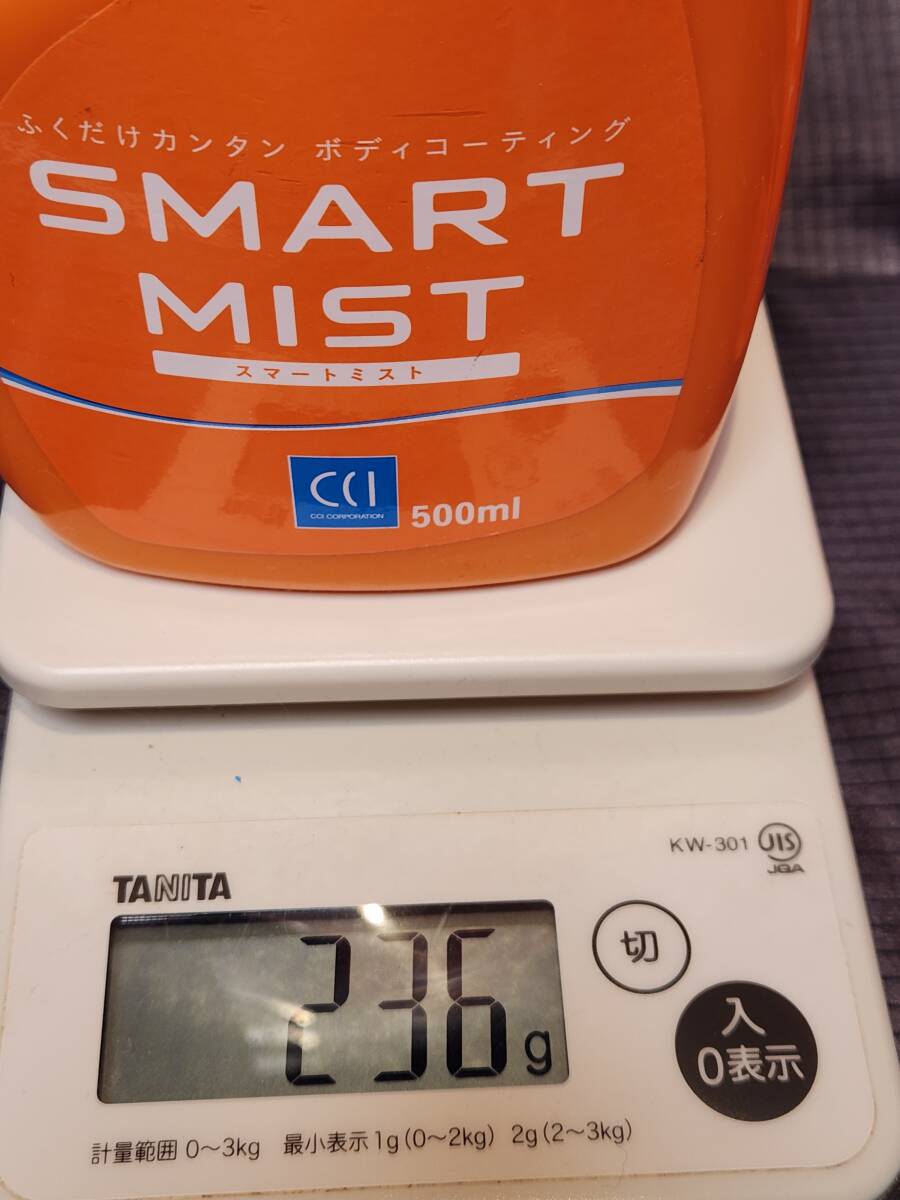 ふくだけカンタン ボディコーティング
SMART
MIST
スマートミスト
CCI
CCI CORPORATION
500ml
KW-301 JIS
JQA
TANITA
236g
切
入
0表示
計量範囲 0〜3kg 最小表示1g(0〜2kg) 2g(2〜3kg)